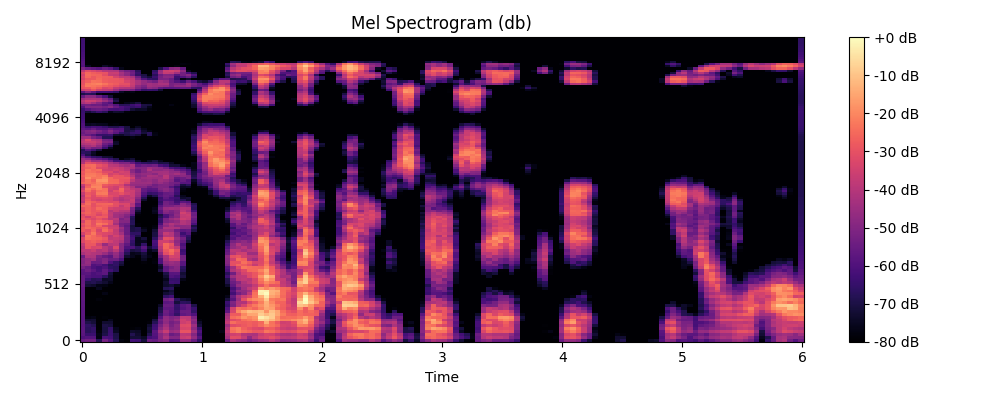 Mel Spectrogram (db)
+0 dB
8192
-10 dB
4096
-20 dB
-30 dB
Hz
2048
-40 dB
1024
-50 dB
-60 dB
512
-70 dB
0
-80 dB
0 1 2 3 4 5 6
Time